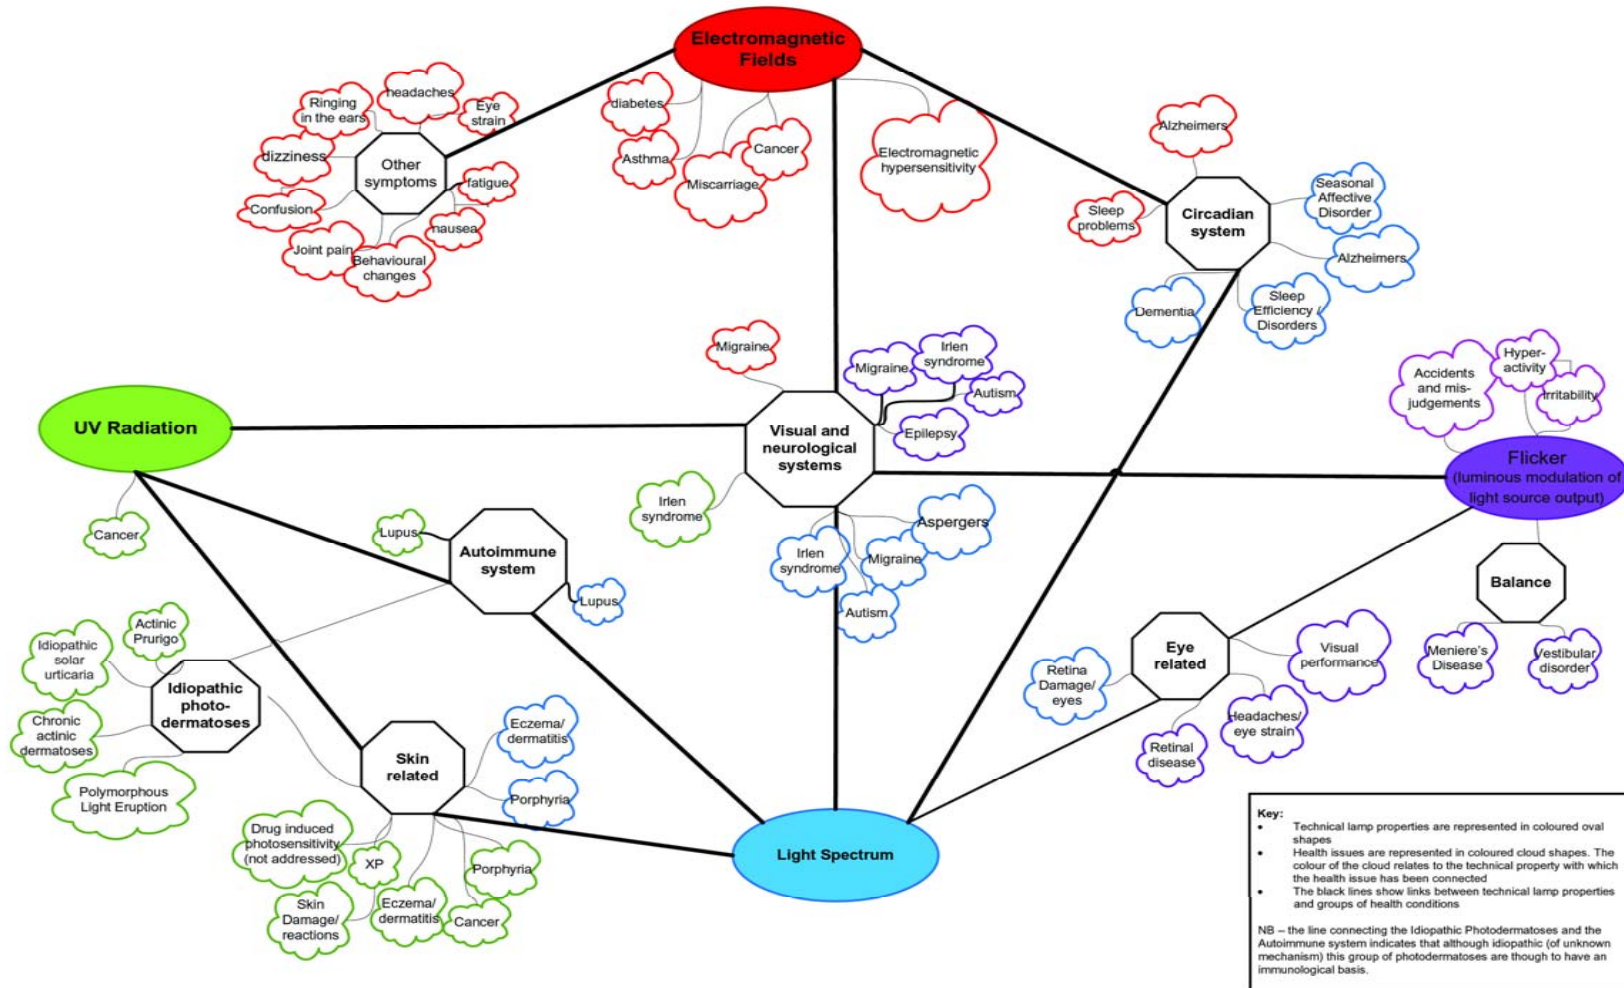 Electromagnetic
Fields
headaches
Ringing
in the ears
Eye
strain
dizziness
Other
symptoms
fatigue
Confusion
nausea
Joint pain
Behavioural
changes
diabetes
Asthma
Miscarriage
Cancer
Electromagnetic
hypersensitivity
Alzheimers
Sleep
problems
Circadian
system
Seasonal
Affective
Disorder
Alzheimers
Dementia
Sleep
Efficiency /
Disorders
Migraine
Migraine
Irlen
syndrome
Autism
Epilepsy
Visual and
neurological
systems
Irlen
syndrome
Irlen
syndrome
Aspergers
Migraine
Autism
Hyper-
activity
Accidents
and mis-
judgements
Irritability
Flicker
(luminous modulation of
light source output)
Balance
Meniere's
Disease
Vestibular
disorder
UV Radiation
Cancer
Lupus
Autoimmune
system
Lupus
Actinic
Prurigo
Idiopathic
solar
urticaria
Idiopathic
photo-
dermatoses
Chronic
actinic
dermatoses
Polymorphous
Light Eruption
Skin
related
Eczema/
dermatitis
Porphyria
Drug induced
photosensitivity
(not addressed)
XP
Skin
Damage/
reactions
Eczema/
dermatitis
Cancer
Porphyria
Light Spectrum
Eye
related
Visual
performance
Retina
Damage/
eyes
Headaches/
eye strain
Retinal
disease
Key:
• Technical lamp properties are represented in coloured oval
shapes
• Health issues are represented in coloured cloud shapes. The
colour of the cloud relates to the technical property with which
the health issue has been connected
• The black lines show links between technical lamp properties
and groups of health conditions
NB – the line connecting the Idiopathic Photodermatoses and the
Autoimmune system indicates that although idiopathic (of unknown
mechanism) this group of photodermatoses are though to have an
immunological basis.